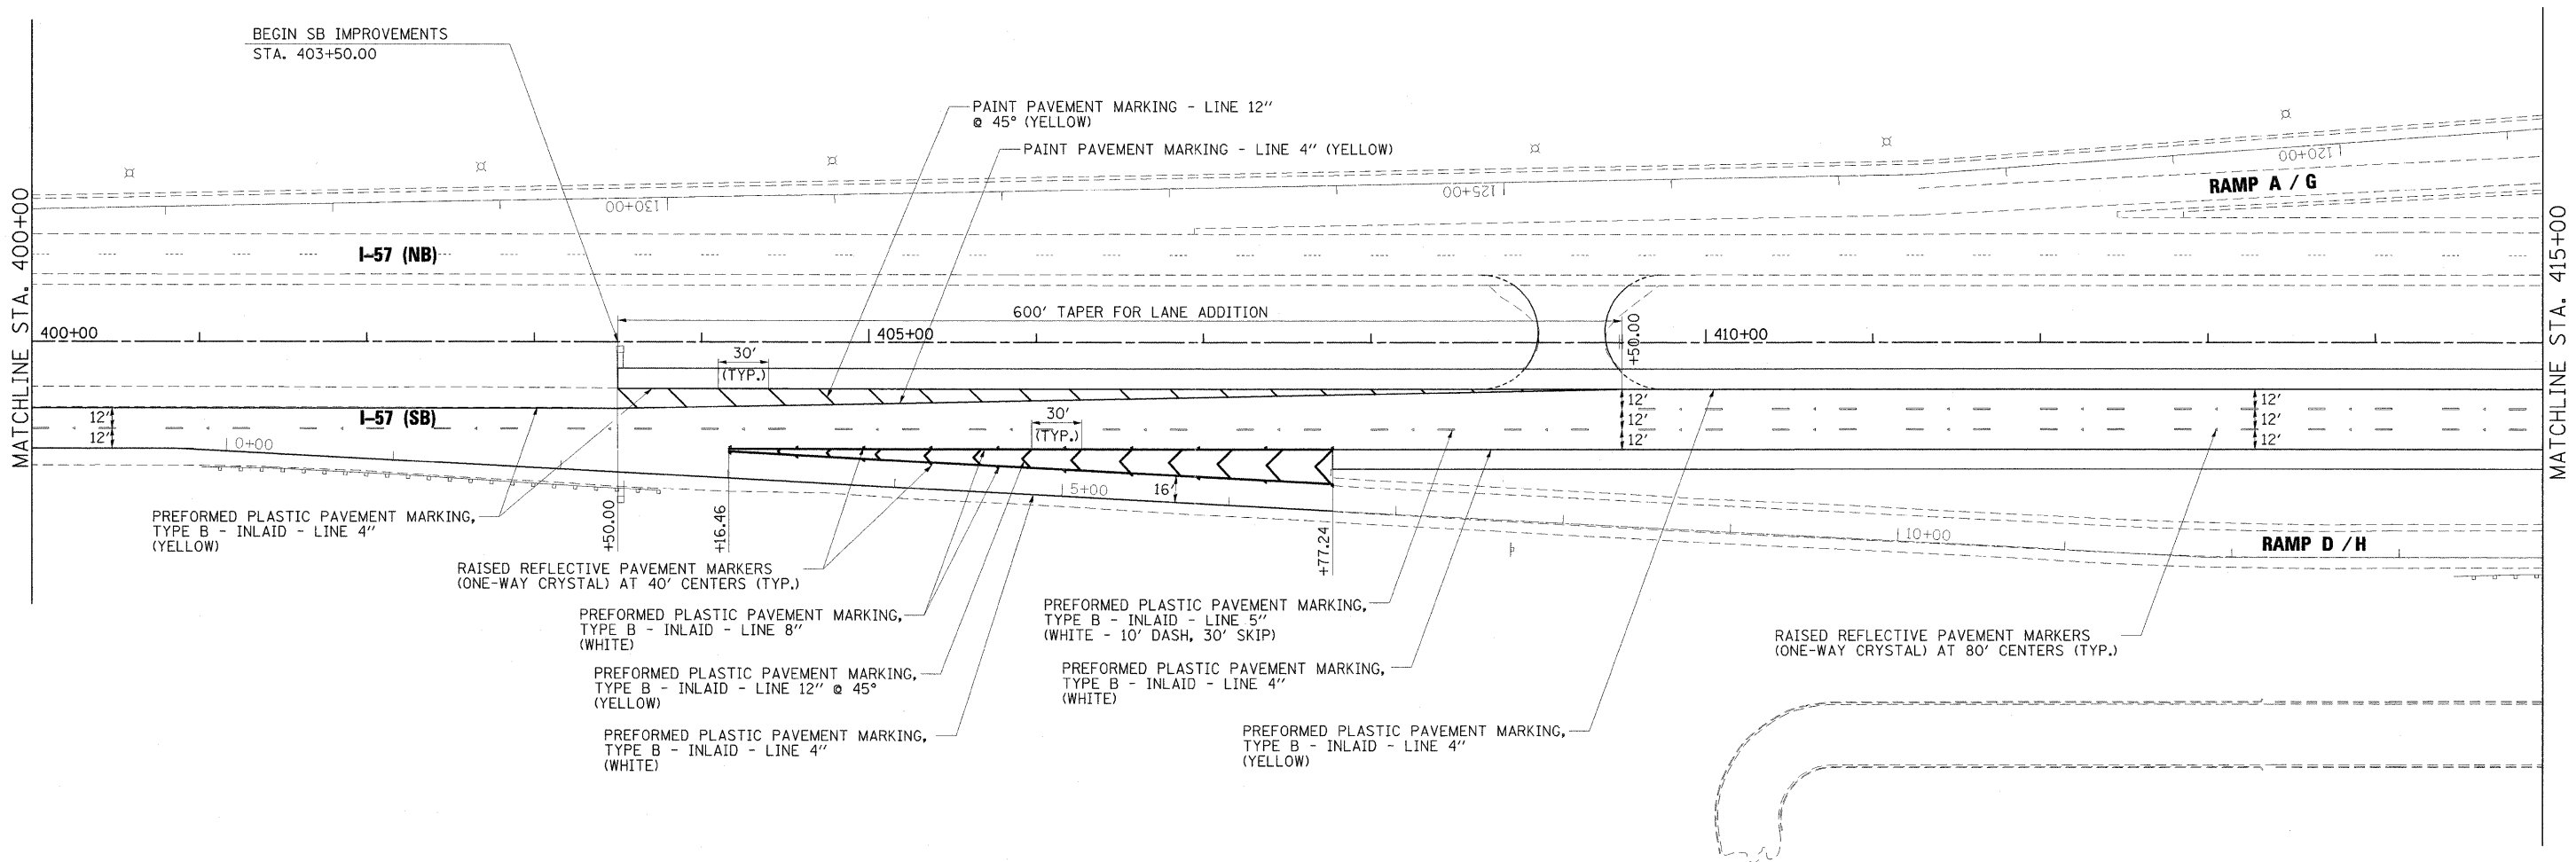 BEGIN SB IMPROVEMENTS
STA. 403+50.00
PAINT PAVEMENT MARKING - LINE 12"
@ 45° (YELLOW)
PAINT PAVEMENT MARKING - LINE 4" (YELLOW)
MATCHLINE STA. 400+00
MATCHLINE STA. 415+00
130+00
125+00
120+00
RAMP A / G
I-57 (NB)
600' TAPER FOR LANE ADDITION
400+00
405+00
410+00
+50.00
30'
(TYP.)
I-57 (SB)
12'
12'
12'
12'
12'
12'
12'
12'
0+00
30'
(TYP.)
5+00
16'
10+00
RAMP D / H
+50.00
+16.46
+77.24
PREFORMED PLASTIC PAVEMENT MARKING,
TYPE B - INLAID - LINE 4"
(YELLOW)
RAISED REFLECTIVE PAVEMENT MARKERS
(ONE-WAY CRYSTAL) AT 40' CENTERS (TYP.)
PREFORMED PLASTIC PAVEMENT MARKING,
TYPE B - INLAID - LINE 8"
(WHITE)
PREFORMED PLASTIC PAVEMENT MARKING,
TYPE B - INLAID - LINE 12" @ 45°
(YELLOW)
PREFORMED PLASTIC PAVEMENT MARKING,
TYPE B - INLAID - LINE 4"
(WHITE)
PREFORMED PLASTIC PAVEMENT MARKING,
TYPE B - INLAID - LINE 5"
(WHITE - 10' DASH, 30' SKIP)
PREFORMED PLASTIC PAVEMENT MARKING,
TYPE B - INLAID - LINE 4"
(WHITE)
PREFORMED PLASTIC PAVEMENT MARKING,
TYPE B - INLAID - LINE 4"
(YELLOW)
RAISED REFLECTIVE PAVEMENT MARKERS
(ONE-WAY CRYSTAL) AT 80' CENTERS (TYP.)